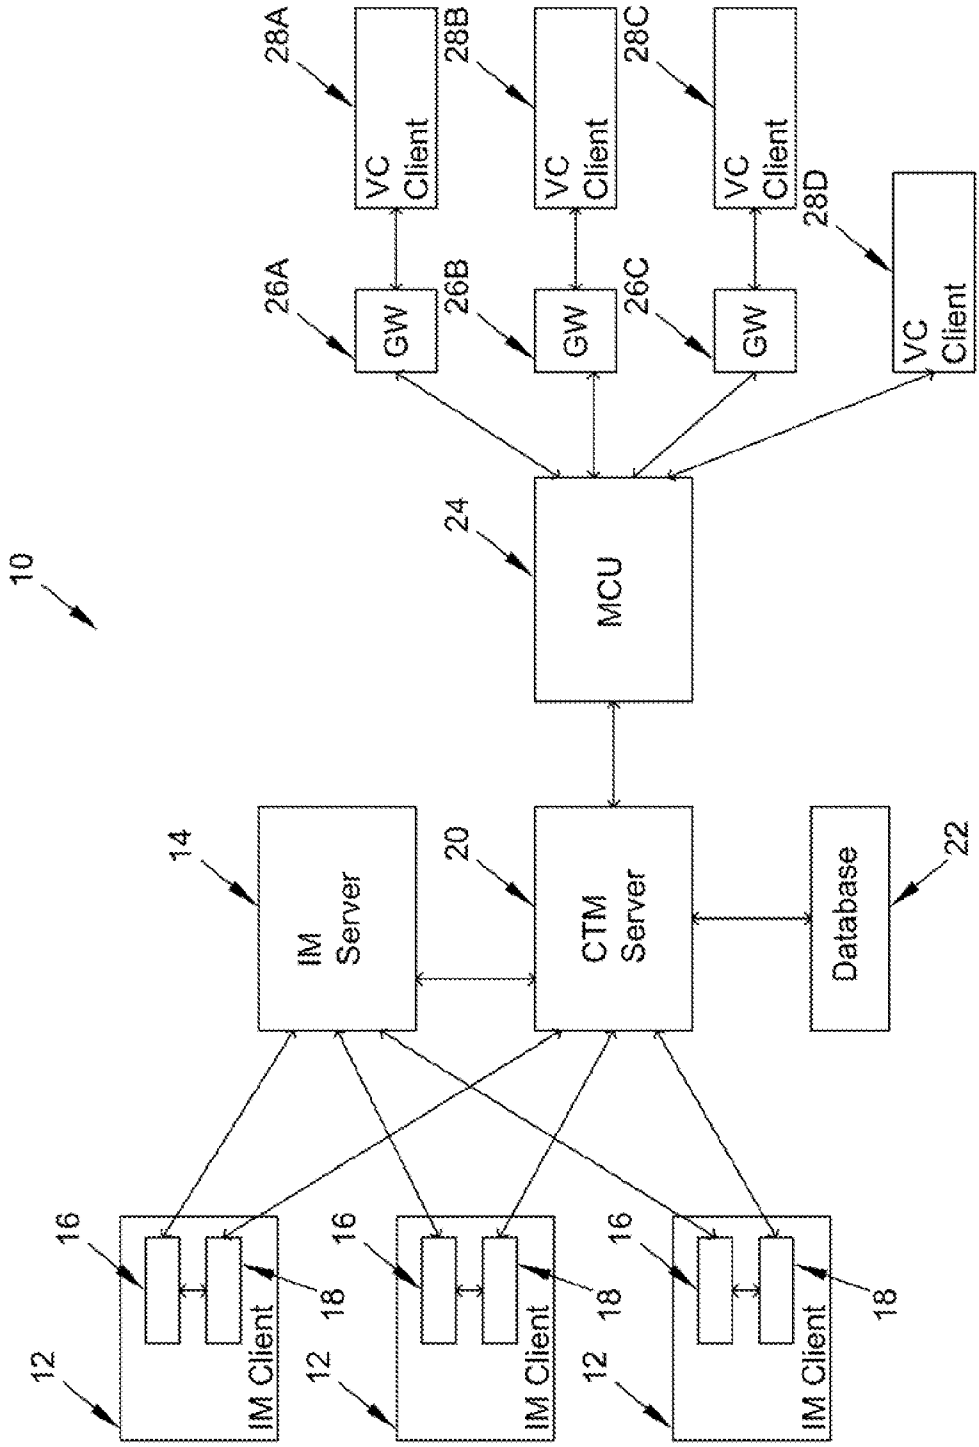 10
12
16
IM Client
18
12
16
IM Client
18
12
16
IM Client
18
14
IM
Server
20
CTM
Server
Database
22
24
MCU
26A
GW
26B
GW
26C
GW
28A
VC
Client
28B
VC
Client
28C
VC
Client
28D
VC
Client